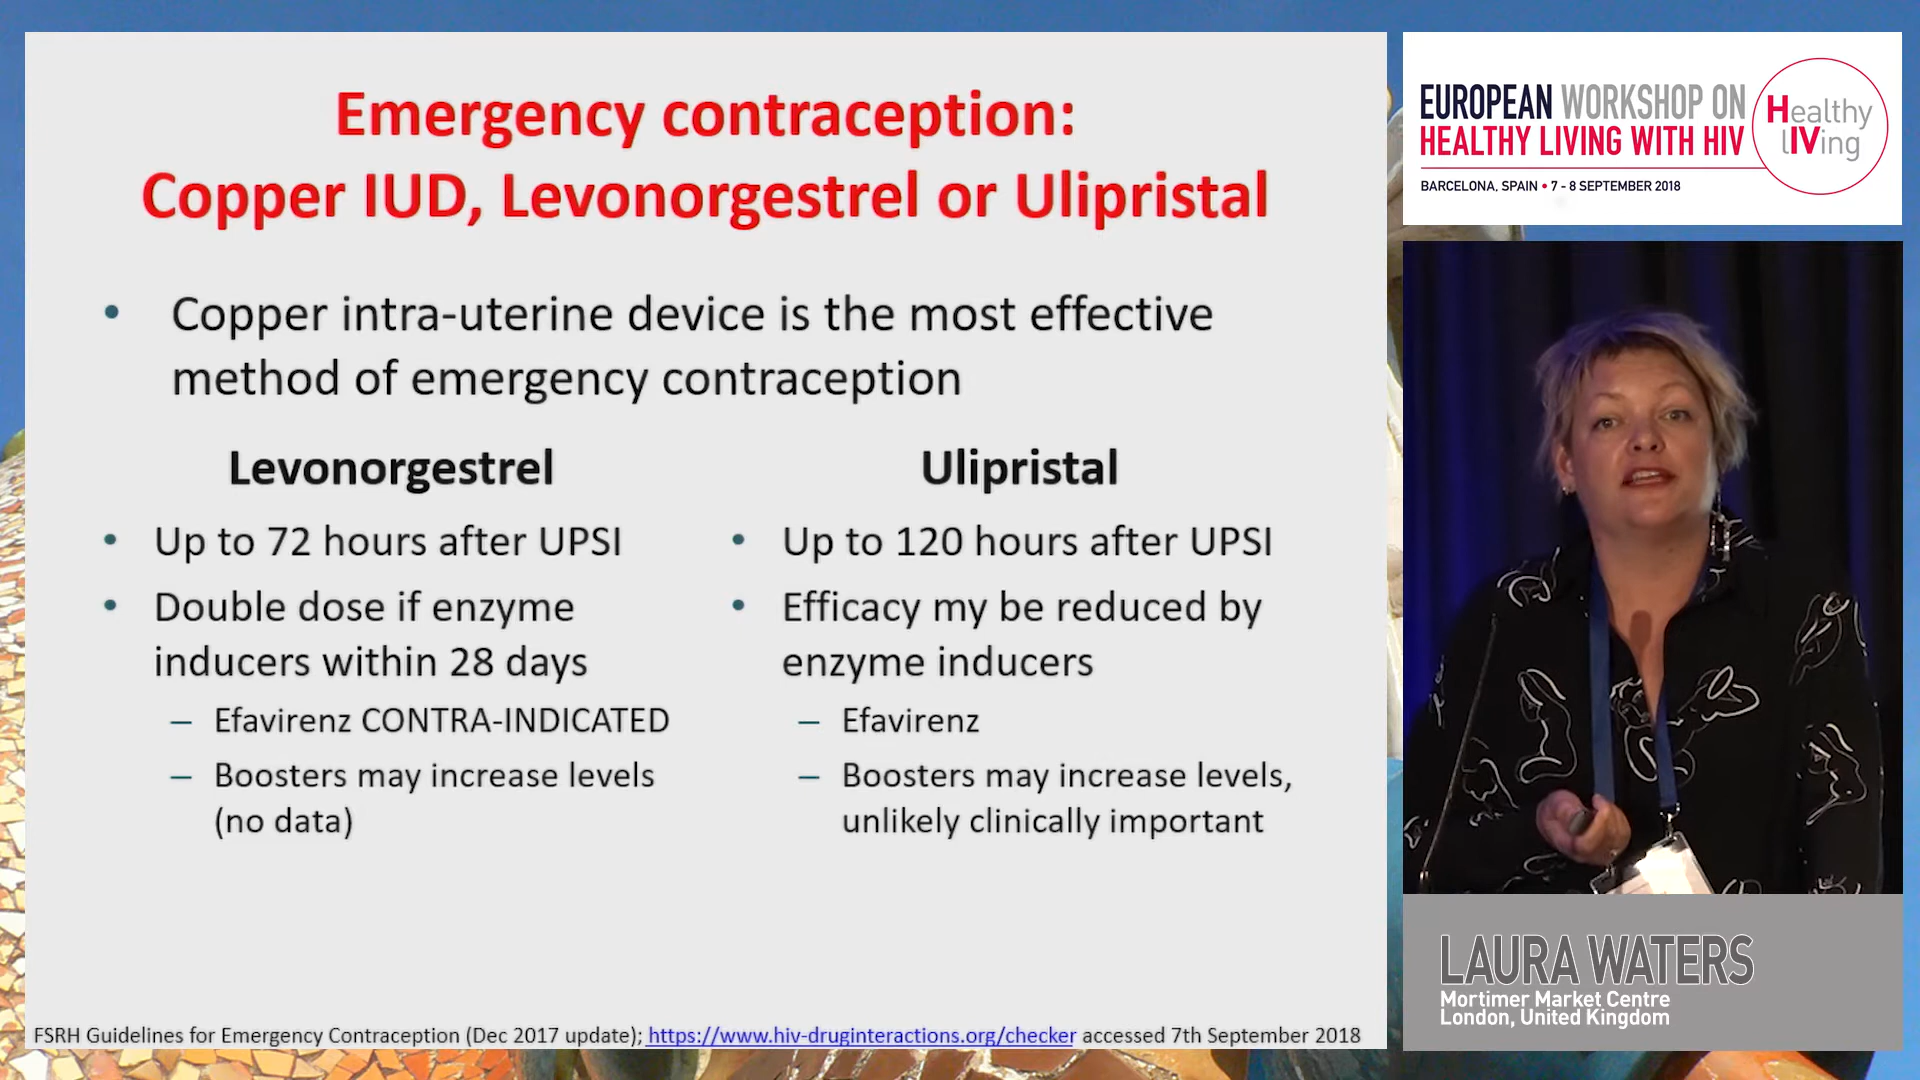 Emergency contraception:
Copper IUD, Levonorgestrel or Ulipristal
• Copper intra-uterine device is the most effective
method of emergency contraception
Levonorgestrel
• Up to 72 hours after UPSI
• Double dose if enzyme
inducers within 28 days
– Efavirenz CONTRA-INDICATED
– Boosters may increase levels
(no data)
Ulipristal
• Up to 120 hours after UPSI
• Efficacy my be reduced by
enzyme inducers
– Efavirenz
– Boosters may increase levels,
unlikely clinically important
FSRH Guidelines for Emergency Contraception (Dec 2017 update); https://www.hiv-druginteractions.org/checker accessed 7th September 2018
EUROPEAN WORKSHOP ON
HEALTHY LIVING WITH HIV
BARCELONA, SPAIN • 7 - 8 SEPTEMBER 2018
Healthy
lIVing
LAURA WATERS
Mortimer Market Centre
London, United Kingdom